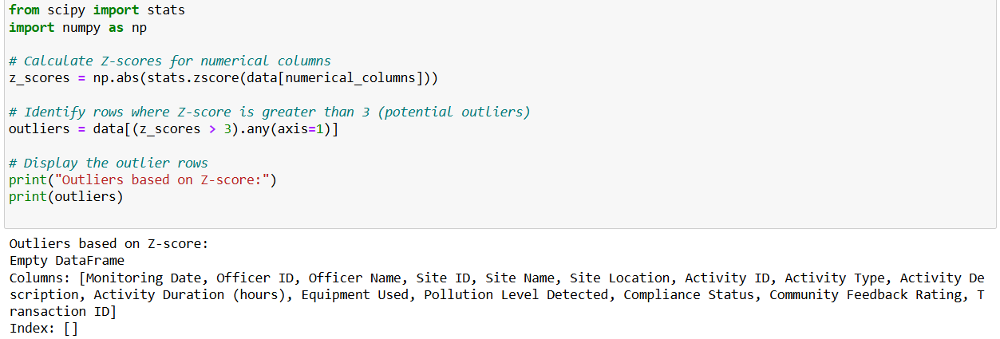 from scipy import stats
import numpy as np
# Calculate Z-scores for numerical columns
z_scores = np.abs(stats.zscore(data[numerical_columns]))
# Identify rows where Z-score is greater than 3 (potential outliers)
outliers = data[(z_scores > 3).any(axis=1)]
# Display the outlier rows
print("Outliers based on Z-score:")
print(outliers)
Outliers based on Z-score:
Empty DataFrame
Columns: [Monitoring Date, Officer ID, Officer Name, Site ID, Site Name, Site Location, Activity ID, Activity Type, Activity De
scription, Activity Duration (hours), Equipment Used, Pollution Level Detected, Compliance Status, Community Feedback Rating, T
ransaction ID]
Index: []